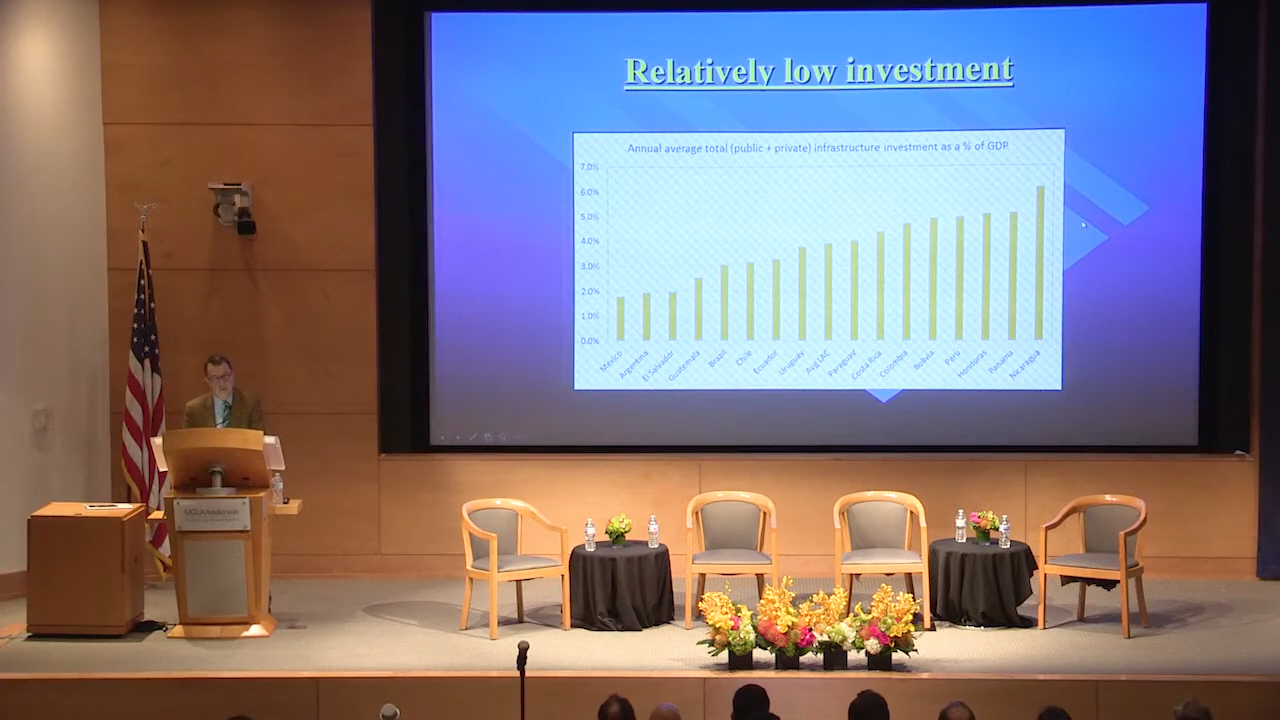 Relatively low investment
Annual average total (public + private) infrastructure investment as a % of GDP
7.0%
6.0%
5.0%
4.0%
3.0%
2.0%
1.0%
0.0%
Mexico
Argentina
El Salvador
Guatemala
Brazil
Chile
Ecuador
Uruguay
Avg LAC
Paraguay
Costa Rica
Colombia
Bolivia
Peru
Honduras
Panama
Nicaragua
UCLAAnderson